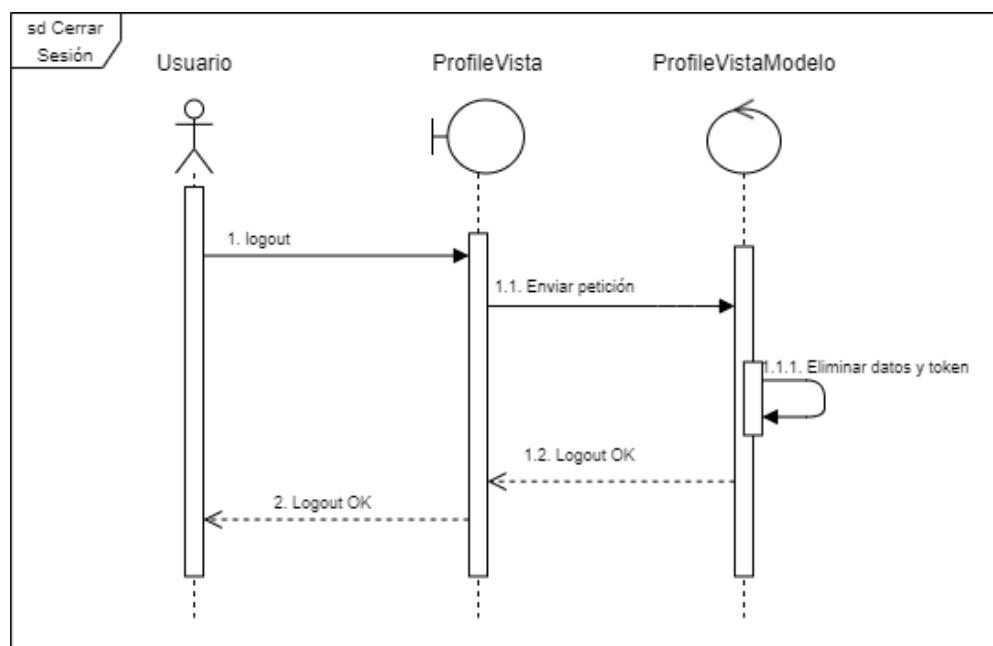 sd Cerrar
Sesión
Usuario
ProfileVista
ProfileVistaModelo
1. logout
1.1. Enviar petición
1.1.1. Eliminar datos y token
1.2. Logout OK
2. Logout OK